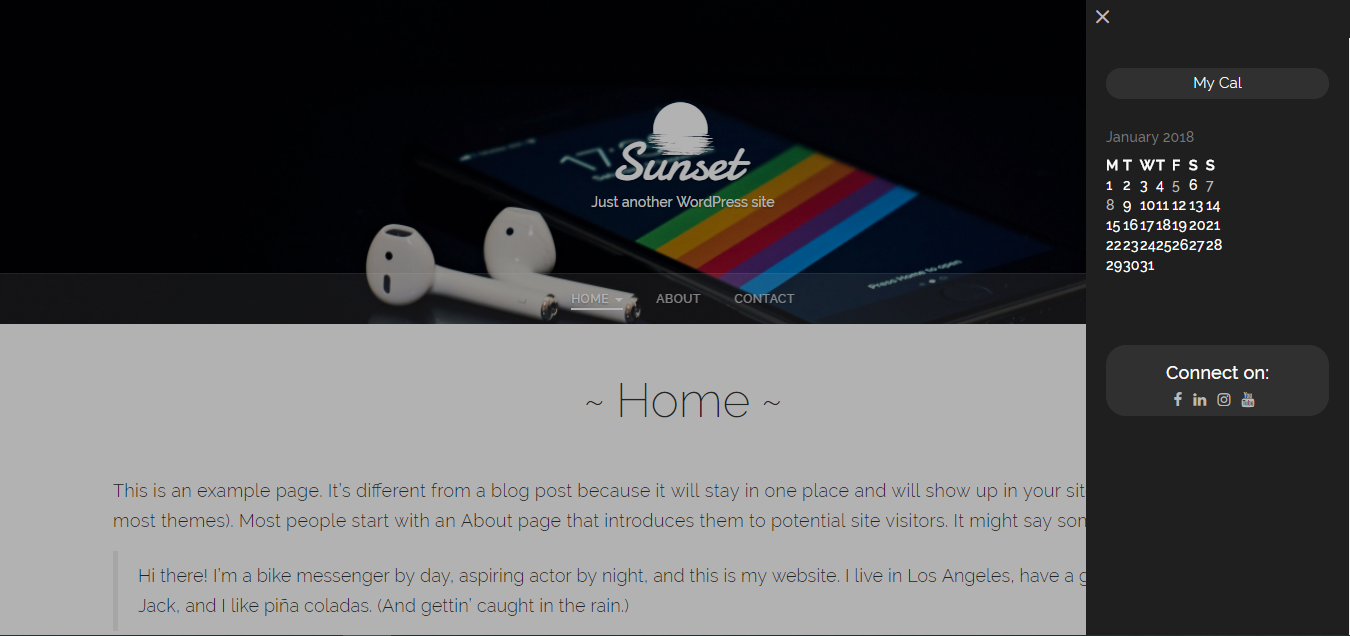 Sunset
Just another WordPress site
Press Home to open
HOME ABOUT CONTACT
~ Home ~
This is an example page. It's different from a blog post because it will stay in one place and will show up in your
most themes). Most people start with an About page that introduces them to potential site visitors. It might say
Hi there! I'm a bike messenger by day, aspiring actor by night, and this is my website. I live in Los Angeles, have a
Jack, and I like piña coladas. (And gettin' caught in the rain.)
My Cal
January 2018
M T W T F S S
1 2 3 4 5 6 7
8 9 10 11 12 13 14
15 16 17 18 19 20 21
22 23 24 25 26 27 28
29 30 31
Connect on: